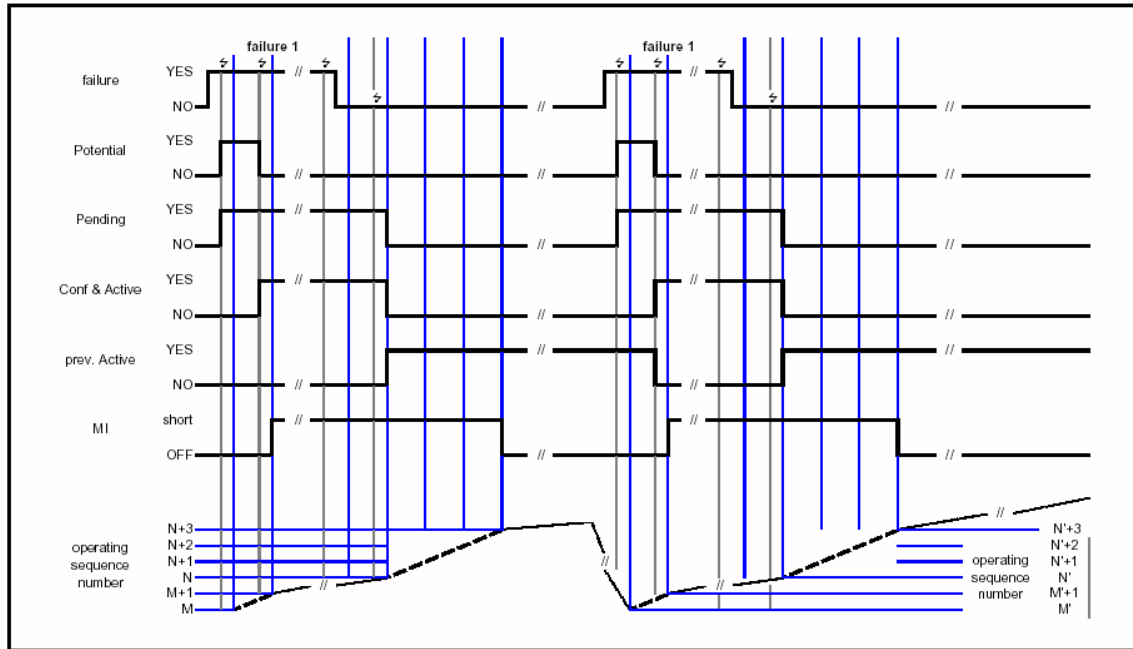 failure 1
failure 1
failure
YES
NO
//
//
//
//
Potential
YES
NO
//
//
//
//
Pending
YES
NO
//
//
//
//
Conf & Active
YES
NO
//
//
//
//
prev. Active
YES
NO
//
//
//
//
MI
short
OFF
//
//
//
//
operating
sequence
number
N+3
N+2
N+1
N
M+1
M
//
//
//
//
operating
sequence
number
N'+3
N'+2
N'+1
N'
M'+1
M'